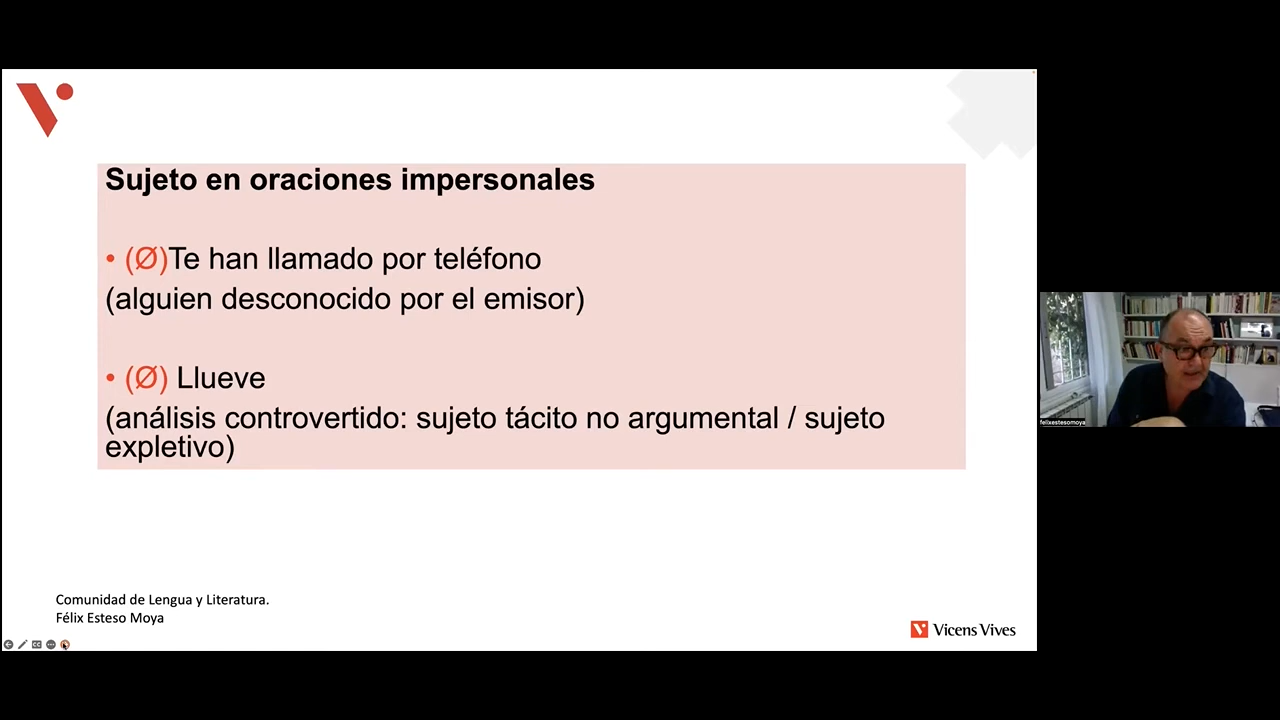 Sujeto en oraciones impersonales
• (Ø)Te han llamado por teléfono
(alguien desconocido por el emisor)
• (Ø) Llueve
(análisis controvertido: sujeto tácito no argumental / sujeto
expletivo)
felixestesomoya
Comunidad de Lengua y Literatura.
Félix Esteso Moya
Vicens Vives